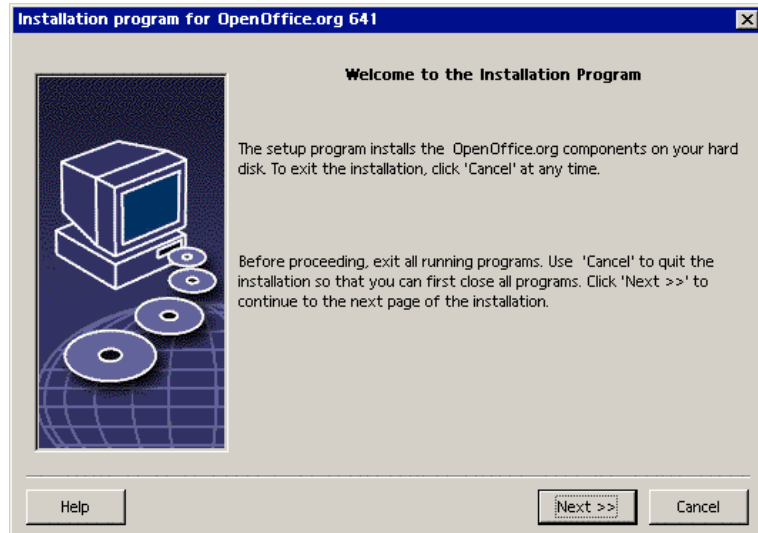 Installation program for OpenOffice.org 641
Welcome to the Installation Program
The setup program installs the  OpenOffice.org components on your hard
disk. To exit the installation, click 'Cancel' at any time.
Before proceeding, exit all running programs. Use  'Cancel' to quit the
installation so that you can first close all programs. Click 'Next >>' to
continue to the next page of the installation.
Help
Next >>
Cancel